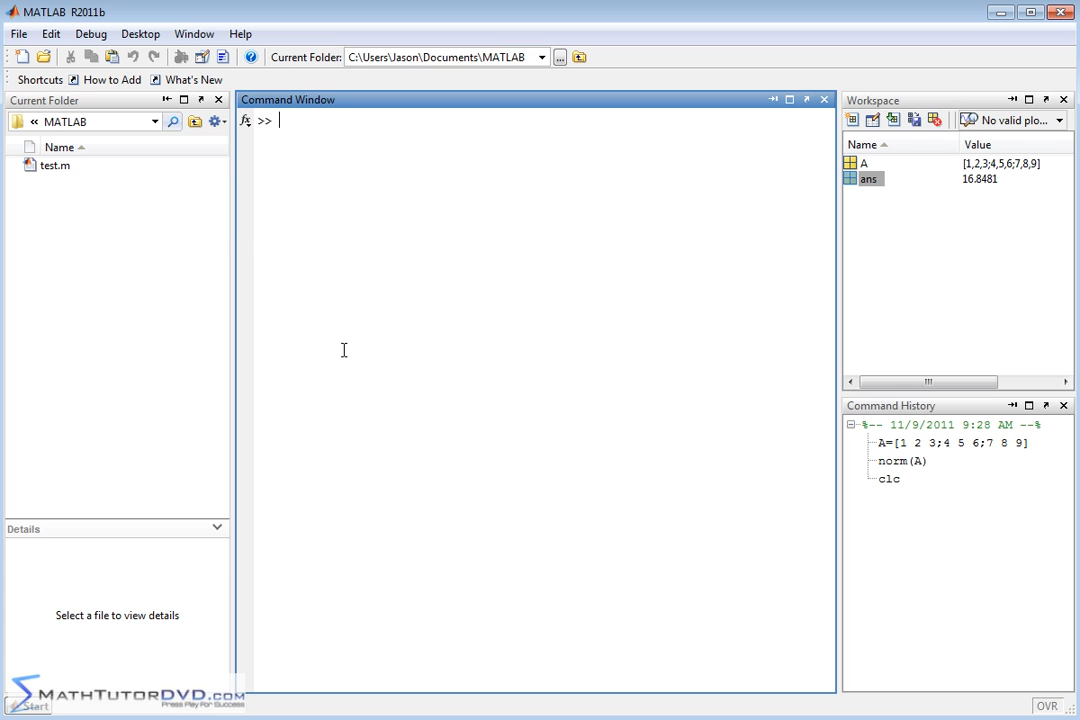 MATLAB R2011b
File Edit Debug Desktop Window Help
Current Folder: C:\Users\Jason\Documents\MATLAB ...
Shortcuts How to Add What's New
Current Folder
« MATLAB
Name
test.m
Details
Select a file to view details
MathTutorDVD.com
Press Play For Success
Start
Command Window
fx >>
Workspace
No valid plo...
Name Value
A [1,2,3;4,5,6;7,8,9]
ans 16.8481
Command History
%-- 11/9/2011 9:28 AM --%
A=[1 2 3;4 5 6;7 8 9]
norm(A)
clc
OVR